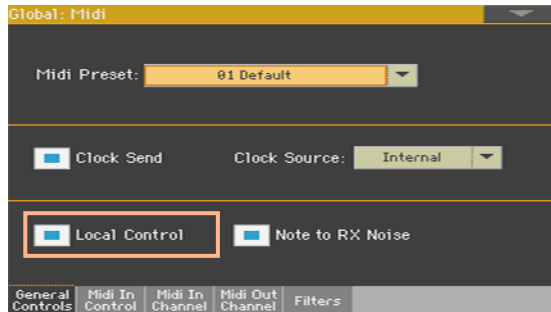 Global: Midi
Midi Preset: 01 Default
Clock Send Clock Source: Internal
Local Control Note to RX Noise
General Controls Midi In Control Midi In Channel Midi Out Channel Filters